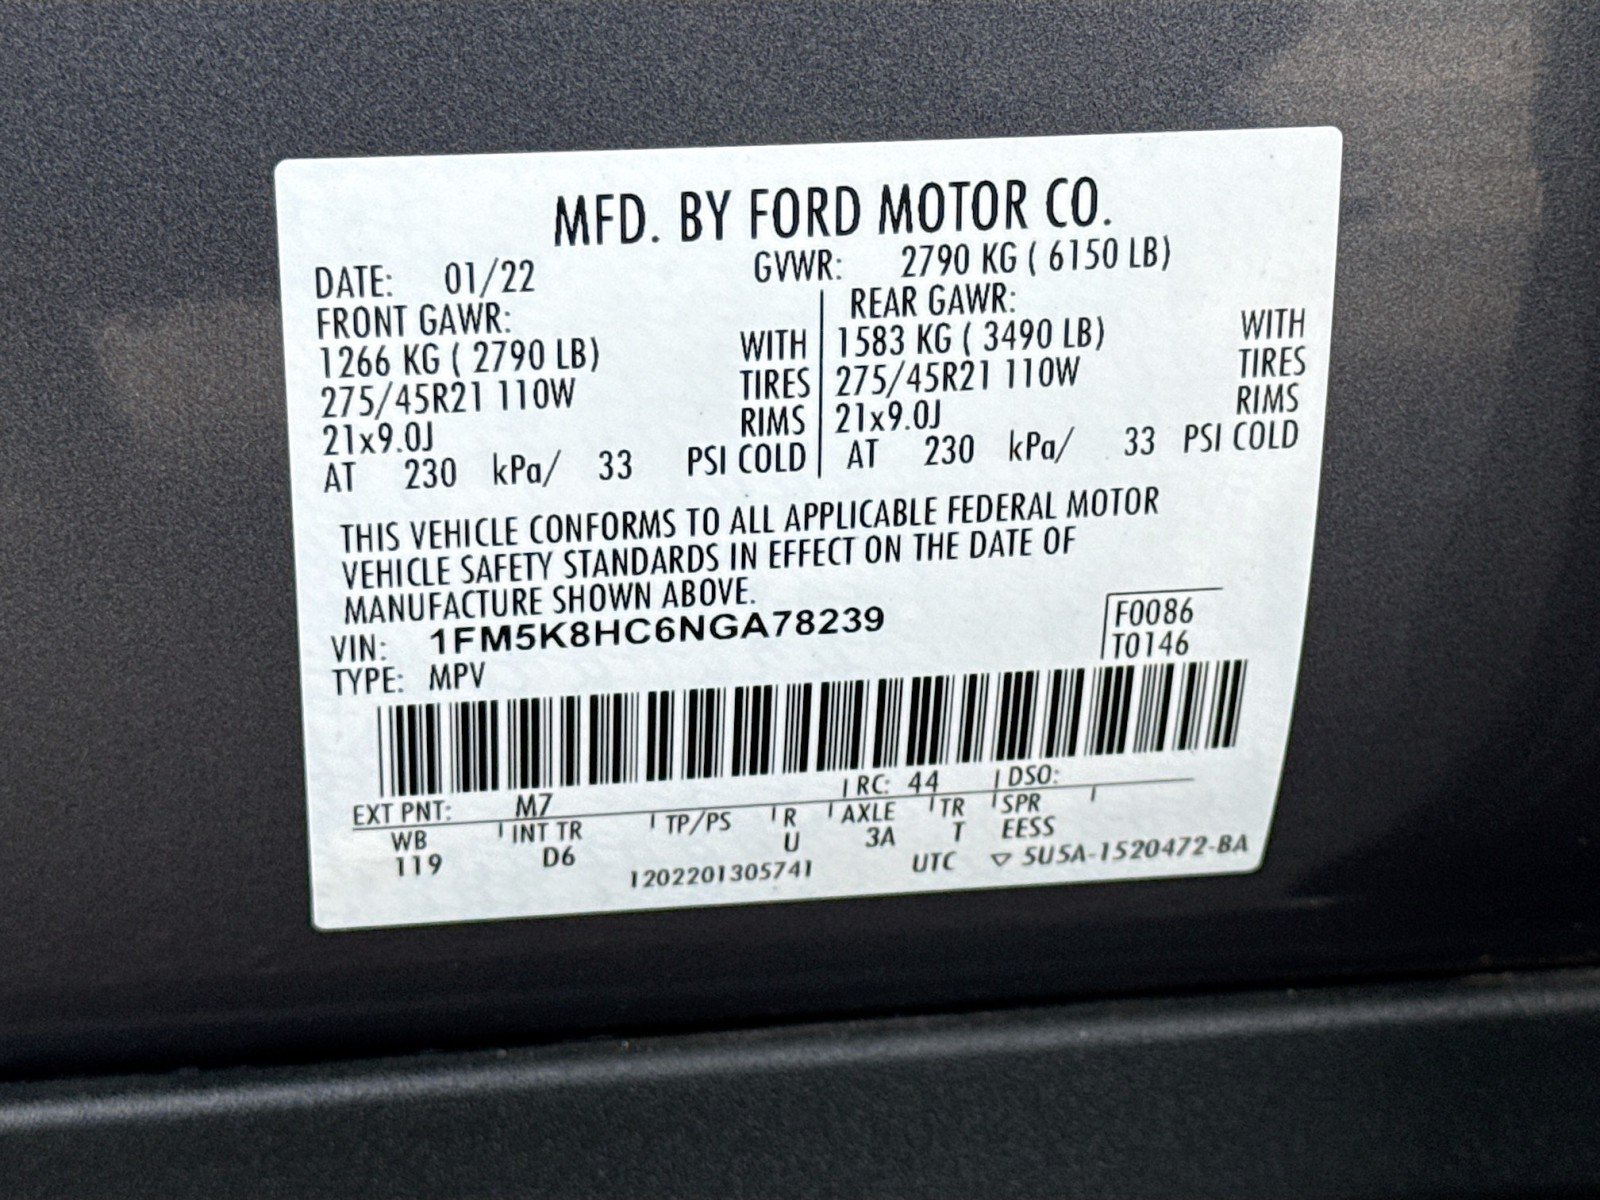 MFD. BY FORD MOTOR CO.
DATE: 01/22 GVWR: 2790 KG ( 6150 LB)
FRONT GAWR: REAR GAWR:
1266 KG ( 2790 LB) WITH 1583 KG ( 3490 LB) WITH
275/45R21 110W TIRES 275/45R21 110W TIRES
21x9.0J RIMS 21x9.0J RIMS
AT 230 kPa/ 33 PSI COLD AT 230 kPa/ 33 PSI COLD
THIS VEHICLE CONFORMS TO ALL APPLICABLE FEDERAL MOTOR
VEHICLE SAFETY STANDARDS IN EFFECT ON THE DATE OF
MANUFACTURE SHOWN ABOVE.
VIN: 1FM5K8HC6NGA78239 F0086
TYPE: MPV T0146
EXT PNT: M7 RC: 44 DSO:
WB INT TR TP/PS R AXLE TR SPR
119 D6 U 3A T EESS
1202201305741 UTC ▽ 5U5A-1520472-BA